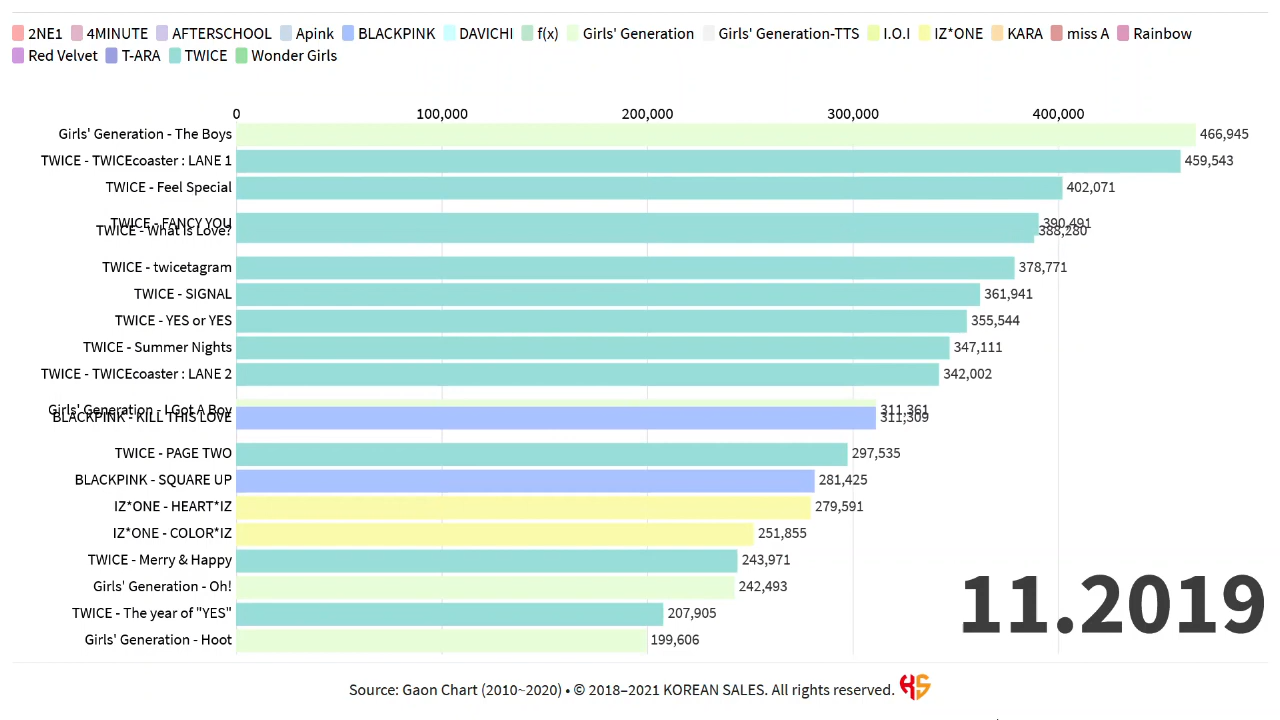 2NE1 4MINUTE AFTERSCHOOL Apink BLACKPINK DAVICHI f(x) Girls' Generation Girls' Generation-TTS I.O.I IZ*ONE KARA miss A Rainbow
Red Velvet T-ARA TWICE Wonder Girls
0 100,000 200,000 300,000 400,000
Girls' Generation - The Boys 466,945
TWICE - TWICEcoaster : LANE 1 459,543
TWICE - Feel Special 402,071
TWICE - FANCY YOU 390,491
TWICE - What is Love? 388,280
TWICE - twicetagram 378,771
TWICE - SIGNAL 361,941
TWICE - YES or YES 355,544
TWICE - Summer Nights 347,111
TWICE - TWICEcoaster : LANE 2 342,002
Girls' Generation - I Got A Boy 311,361
BLACKPINK - KILL THIS LOVE 311,309
TWICE - PAGE TWO 297,535
BLACKPINK - SQUARE UP 281,425
IZ*ONE - HEART*IZ 279,591
IZ*ONE - COLOR*IZ 251,855
TWICE - Merry & Happy 243,971
Girls' Generation - Oh! 242,493
TWICE - The year of "YES" 207,905
Girls' Generation - Hoot 199,606
11.2019
Source: Gaon Chart (2010~2020) • © 2018–2021 KOREAN SALES. All rights reserved. KS